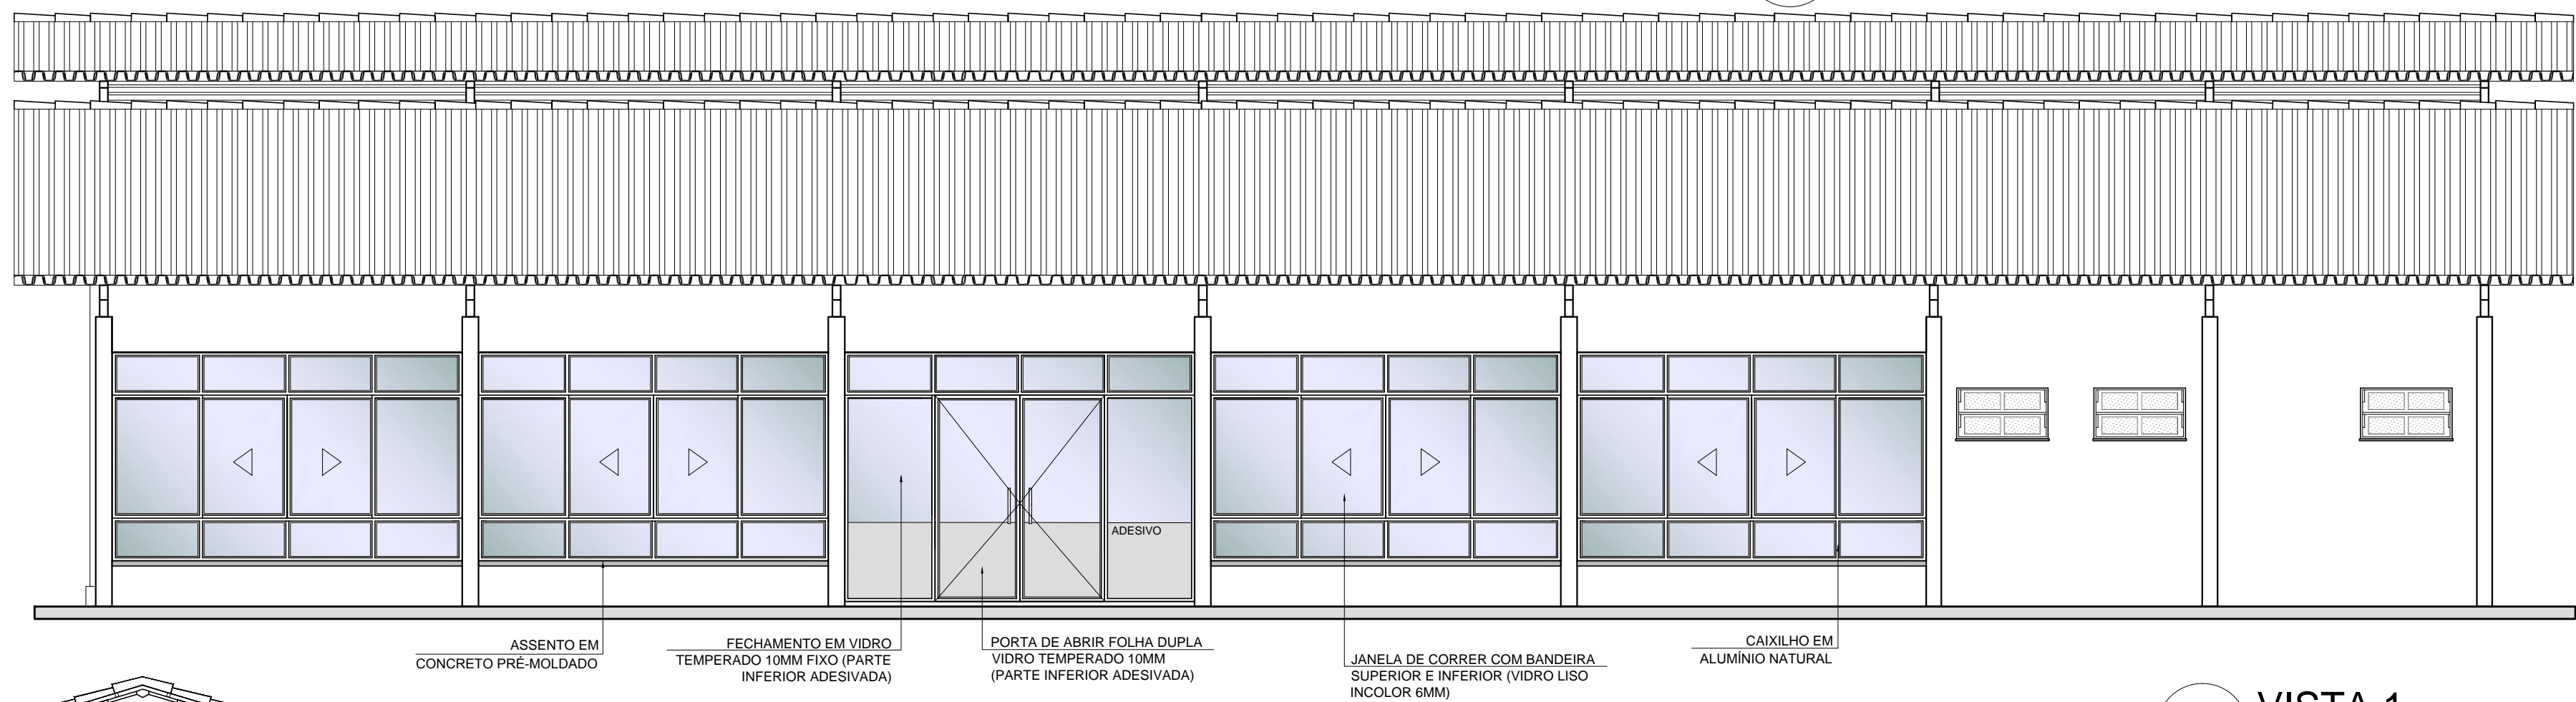 ADESIVO
ASSENTO EM
CONCRETO PRÉ-MOLDADO
FECHAMENTO EM VIDRO
TEMPERADO 10MM FIXO (PARTE
INFERIOR ADESIVADA)
PORTA DE ABRIR FOLHA DUPLA
VIDRO TEMPERADO 10MM
(PARTE INFERIOR ADESIVADA)
JANELA DE CORRER COM BANDEIRA
SUPERIOR E INFERIOR (VIDRO LISO
INCOLOR 6MM)
CAIXILHO EM
ALUMÍNIO NATURAL
VISTA 1